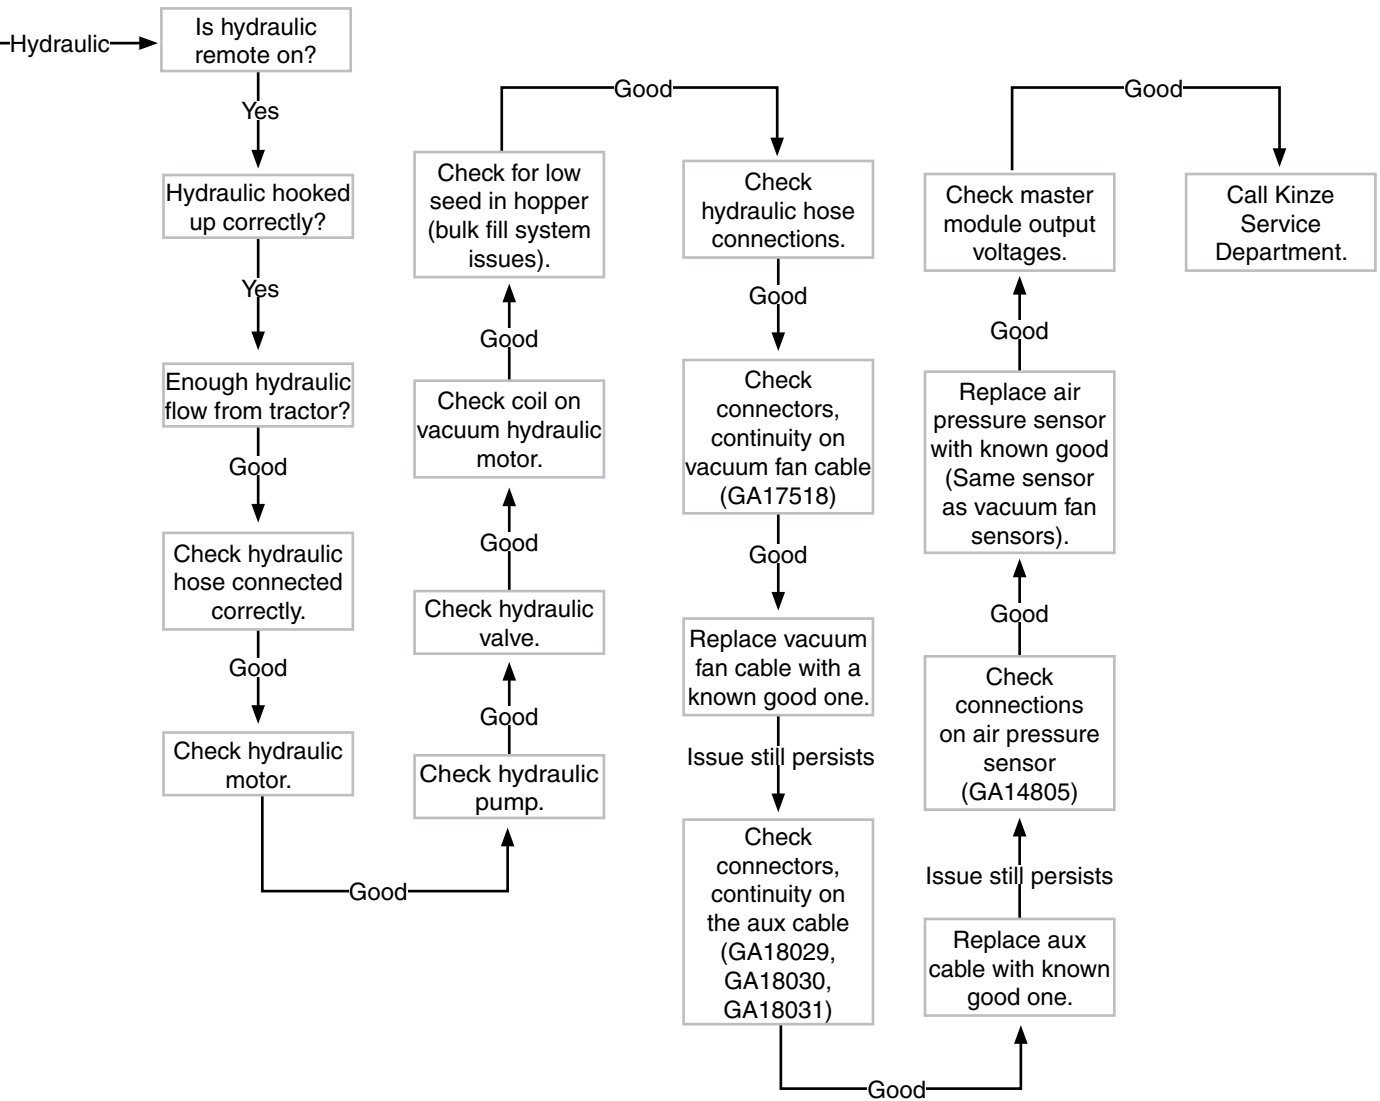 Hydraulic
Is hydraulic
remote on?
Yes
Hydraulic hooked
up correctly?
Yes
Enough hydraulic
flow from tractor?
Good
Check hydraulic
hose connected
correctly.
Good
Check hydraulic
motor.
Good
Check hydraulic
pump.
Good
Check hydraulic
valve.
Good
Check coil on
vacuum hydraulic
motor.
Good
Check for low
seed in hopper
(bulk fill system
issues).
Good
Check
hydraulic hose
connections.
Good
Check
connectors,
continuity on
vacuum fan cable
(GA17518)
Good
Replace vacuum
fan cable with a
known good one.
Issue still persists
Check
connectors,
continuity on
the aux cable
(GA18029,
GA18030,
GA18031)
Good
Replace aux
cable with known
good one.
Issue still persists
Check
connections
on air pressure
sensor
(GA14805)
Good
Replace air
pressure sensor
with known good
(Same sensor
as vacuum fan
sensors).
Good
Check master
module output
voltages.
Good
Call Kinze
Service
Department.